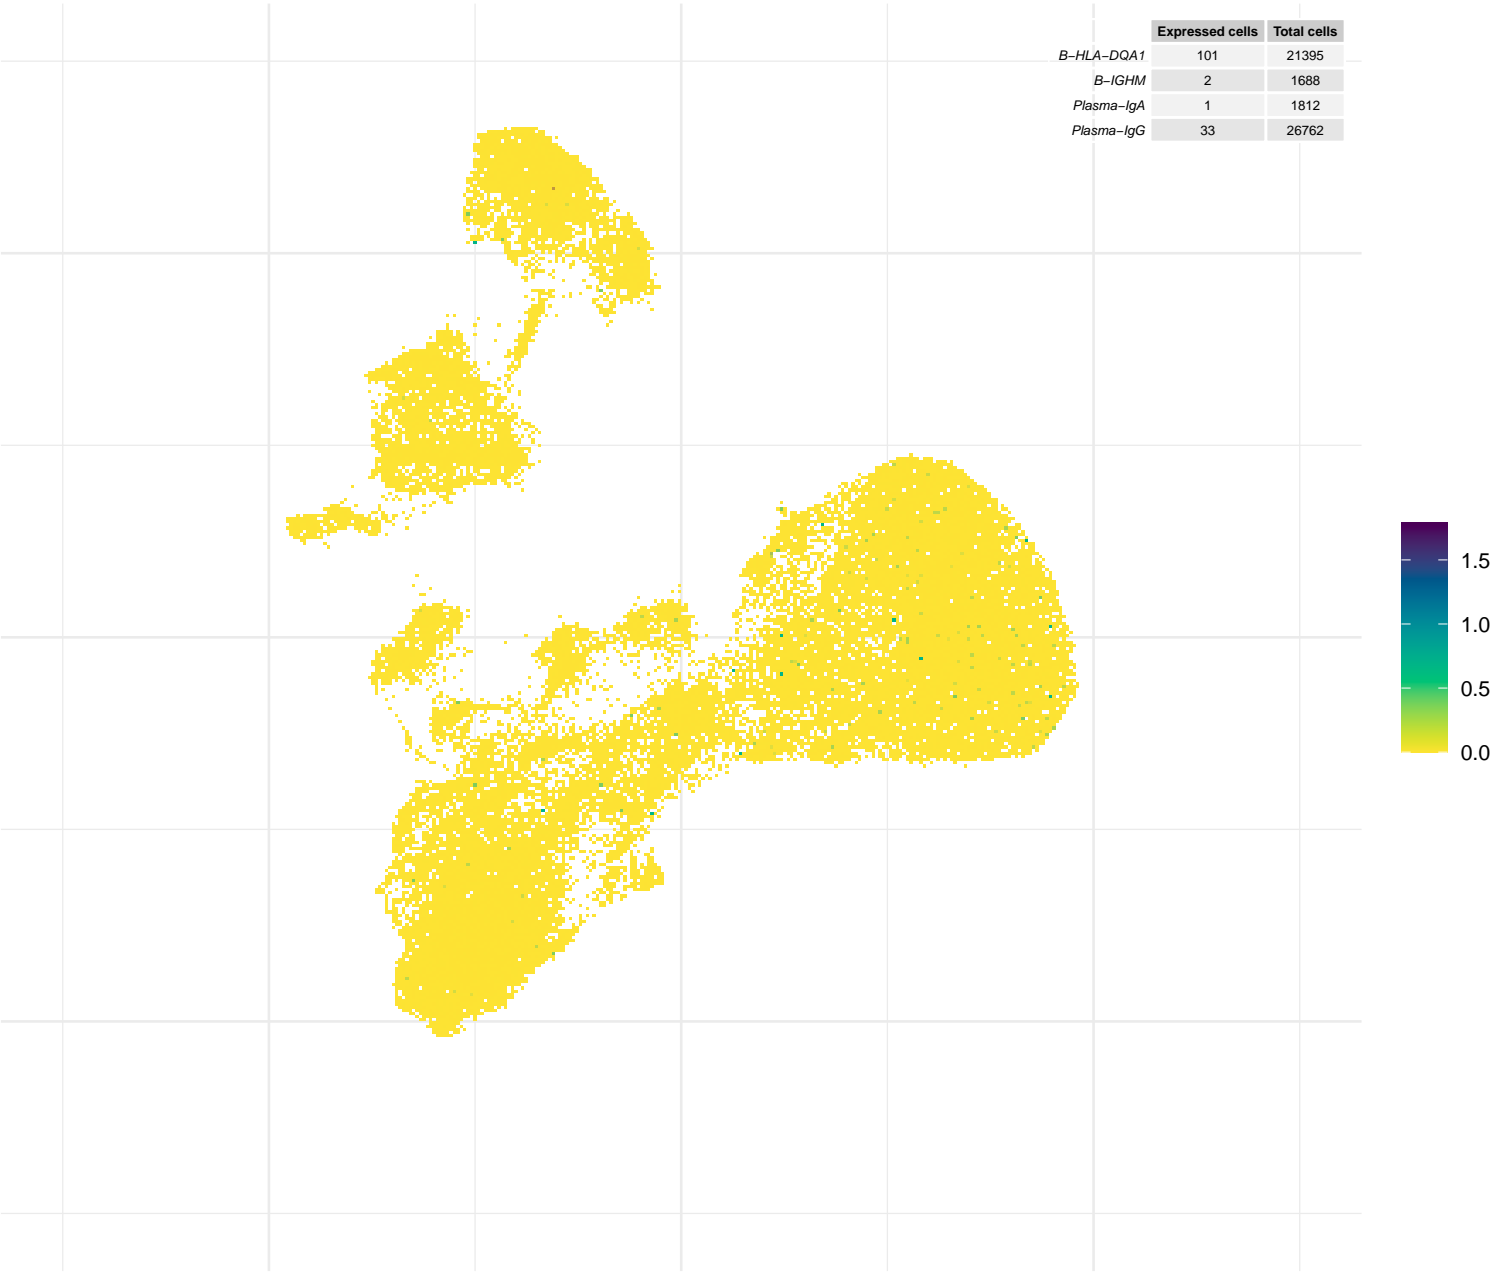 Expressed cells Total cells
B−HLA−DQA1 101 21395
B−IGHM 2 1688
Plasma−IgA 1 1812
Plasma−IgG 33 26762
1.5
1.0
0.5
0.0